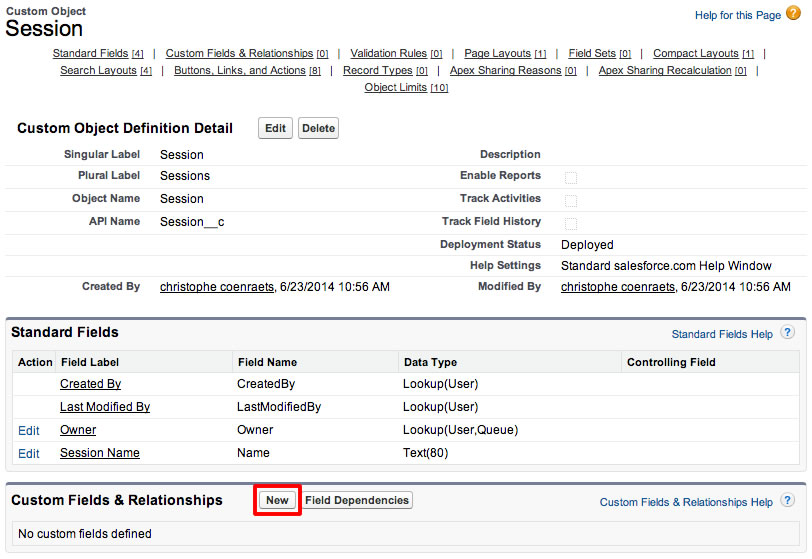 Custom Object
Session
Help for this Page ?
Standard Fields [4] | Custom Fields & Relationships [0] | Validation Rules [0] | Page Layouts [1] | Field Sets [0] | Compact Layouts [1] |
Search Layouts [4] | Buttons, Links, and Actions [8] | Record Types [0] | Apex Sharing Reasons [0] | Apex Sharing Recalculation [0] |
Object Limits [10]
Custom Object Definition Detail Edit Delete
Singular Label Session Description
Plural Label Sessions Enable Reports
Object Name Session Track Activities
API Name Session__c Track Field History
Deployment Status Deployed
Help Settings Standard salesforce.com Help Window
Created By christophe coenraets, 6/23/2014 10:56 AM Modified By christophe coenraets, 6/23/2014 10:56 AM
Standard Fields Standard Fields Help ?
Action Field Label Field Name Data Type Controlling Field
Created By CreatedBy Lookup(User)
Last Modified By LastModifiedBy Lookup(User)
Edit Owner Owner Lookup(User,Queue)
Edit Session Name Name Text(80)
Custom Fields & Relationships New Field Dependencies Custom Fields & Relationships Help ?
No custom fields defined